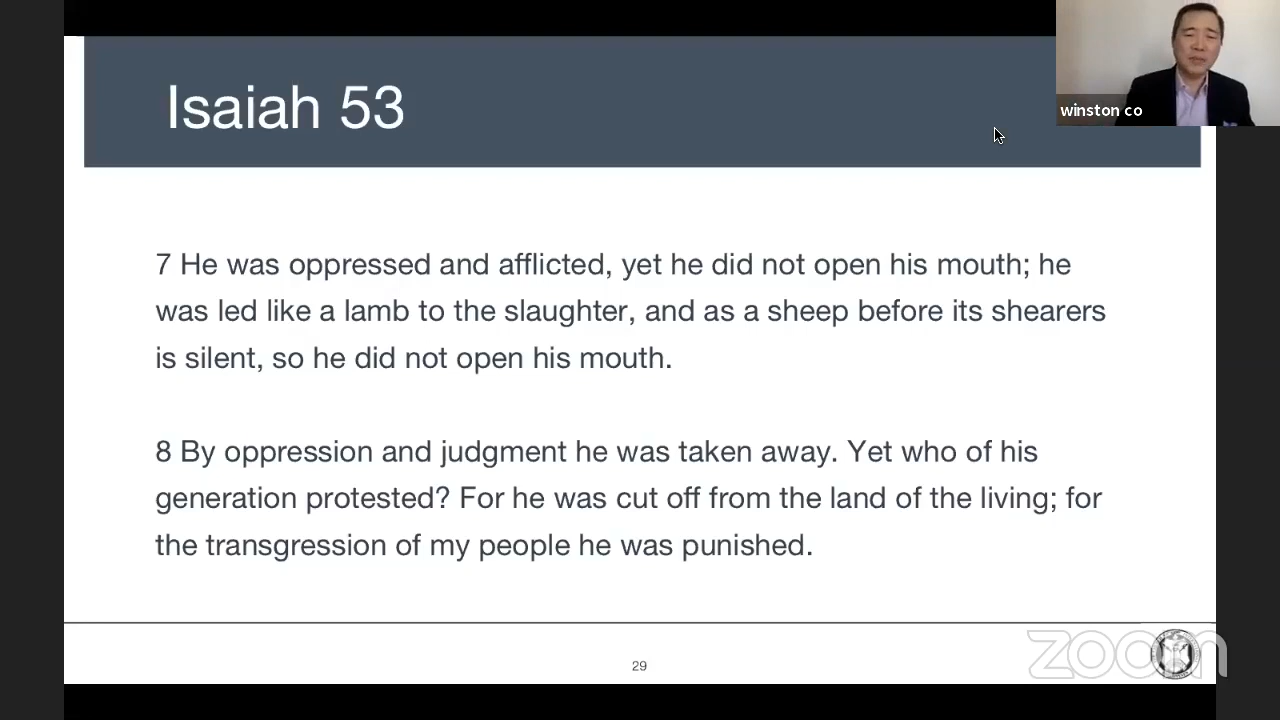 Isaiah 53
winston co
7 He was oppressed and afflicted, yet he did not open his mouth; he
was led like a lamb to the slaughter, and as a sheep before its shearers
is silent, so he did not open his mouth.
8 By oppression and judgment he was taken away. Yet who of his
generation protested? For he was cut off from the land of the living; for
the transgression of my people he was punished.
29
zoom